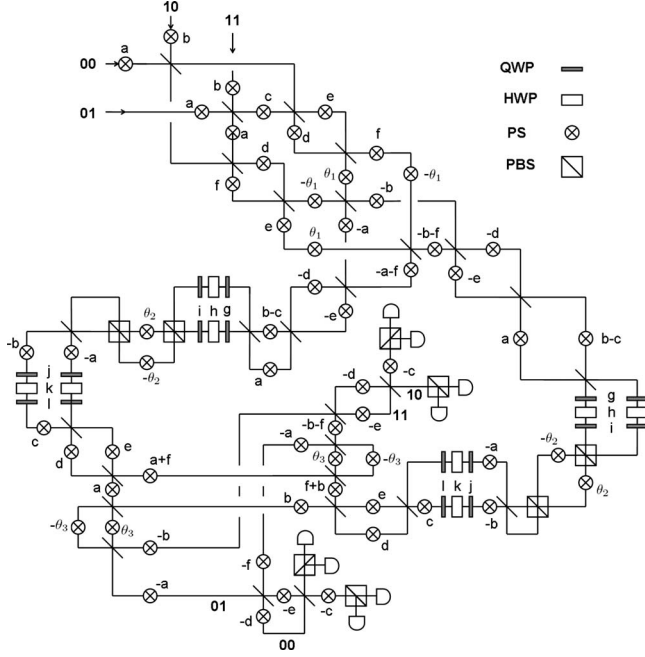 10
11
b
a
00
b
QWP
HWP
01
a
c
e
PS
a
d
f
d
PBS
θ₁
-θ₁
f
-θ₁
-b
e
θ₁
-a
-b-f
-d
-a-f
-e
-d
i h g
b-c
-e
θ₂
a
b-c
-b
-a
-θ₂
a
-c
j
k
l
-d
10
g
h
i
11
c
e
-b-f
-e
-a
-θ₂
d
a+f
θ₃
-θ₃
-a
a
f+b
l k j
θ₂
b
e
c
-b
-θ₃
θ₃
-b
d
-f
-a
01
-e
-c
-d
00